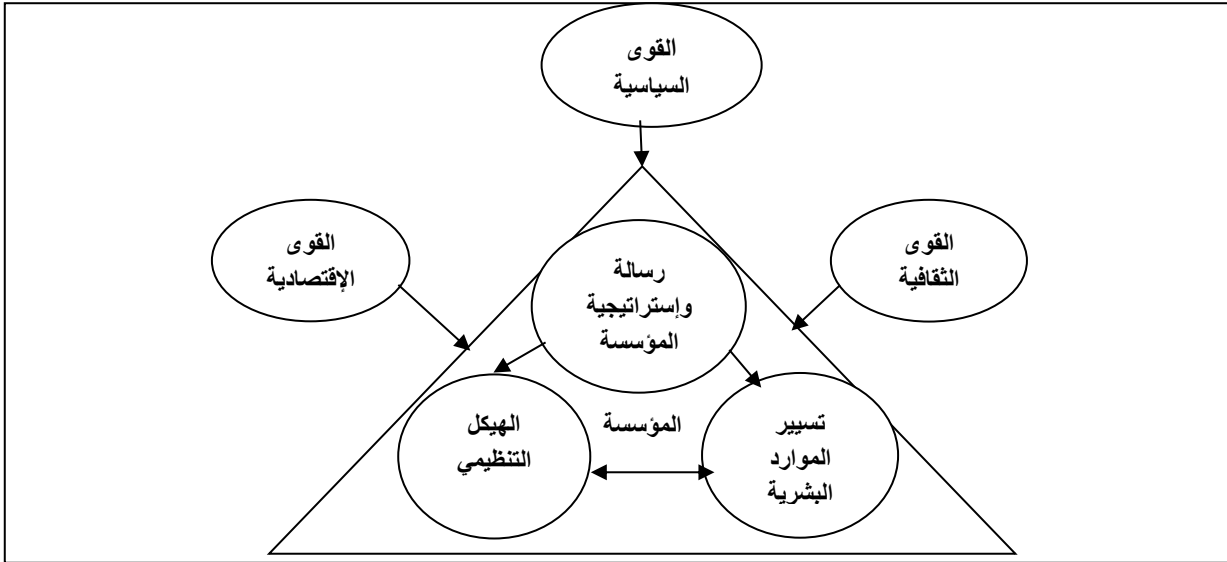 القوى
السياسية
القوى
الثقافية
القوى
الإقتصادية
رسالة
وإستراتيجية
المؤسسة
تسيير
الموارد
البشرية
المؤسسة
الهيكل
التنظيمي